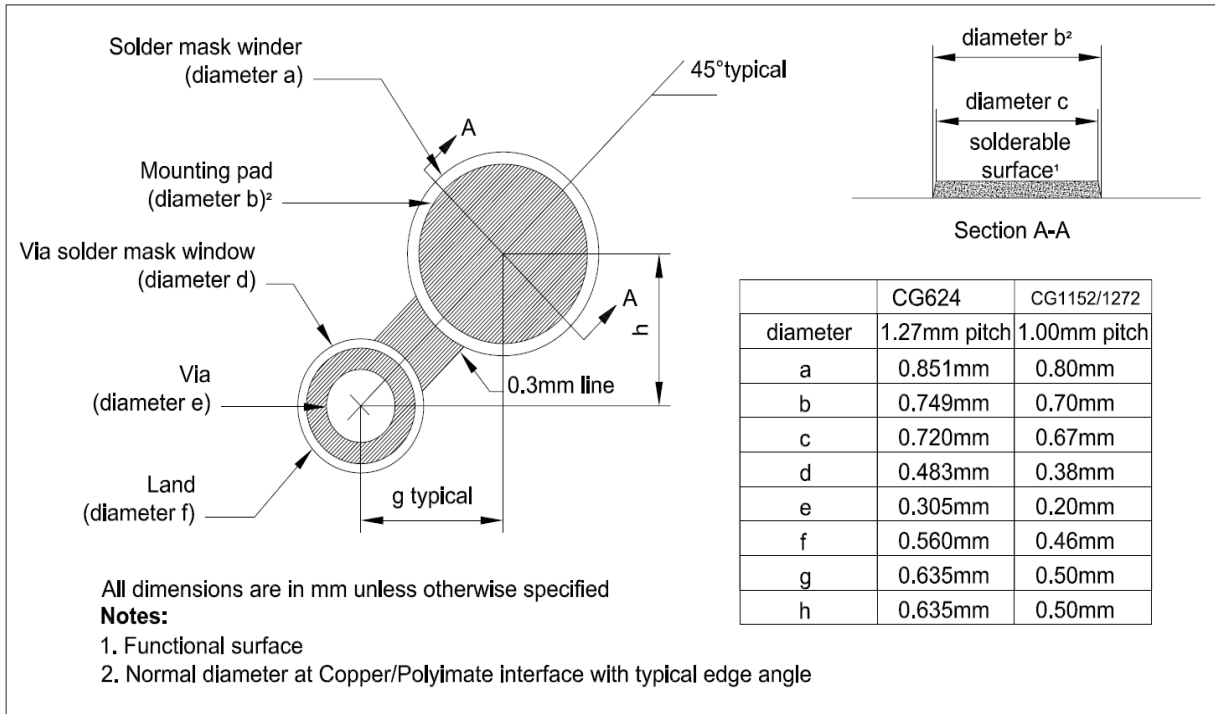 Solder mask winder
(diameter a)
45°typical
A
Mounting pad
(diameter b)²
Via solder mask window
(diameter d)
A
h
Via
(diameter e)
0.3mm line
Land
(diameter f)
g typical
diameter b²
diameter c
solderable
surface¹
Section A-A
CG624 CG1152/1272
diameter 1.27mm pitch 1.00mm pitch
a 0.851mm 0.80mm
b 0.749mm 0.70mm
c 0.720mm 0.67mm
d 0.483mm 0.38mm
e 0.305mm 0.20mm
f 0.560mm 0.46mm
g 0.635mm 0.50mm
h 0.635mm 0.50mm
All dimensions are in mm unless otherwise specified
Notes:
1. Functional surface
2. Normal diameter at Copper/Polyimate interface with typical edge angle